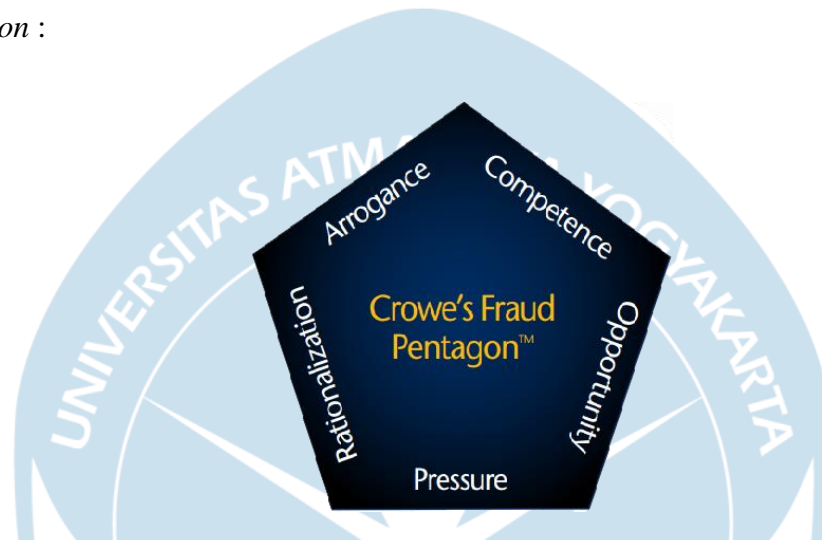 on :
UNIVERSITAS ATMA YOGYAKARTA
Arrogance
Competence
Rationalization
Crowe's Fraud
Pentagon™
Opportunity
Pressure